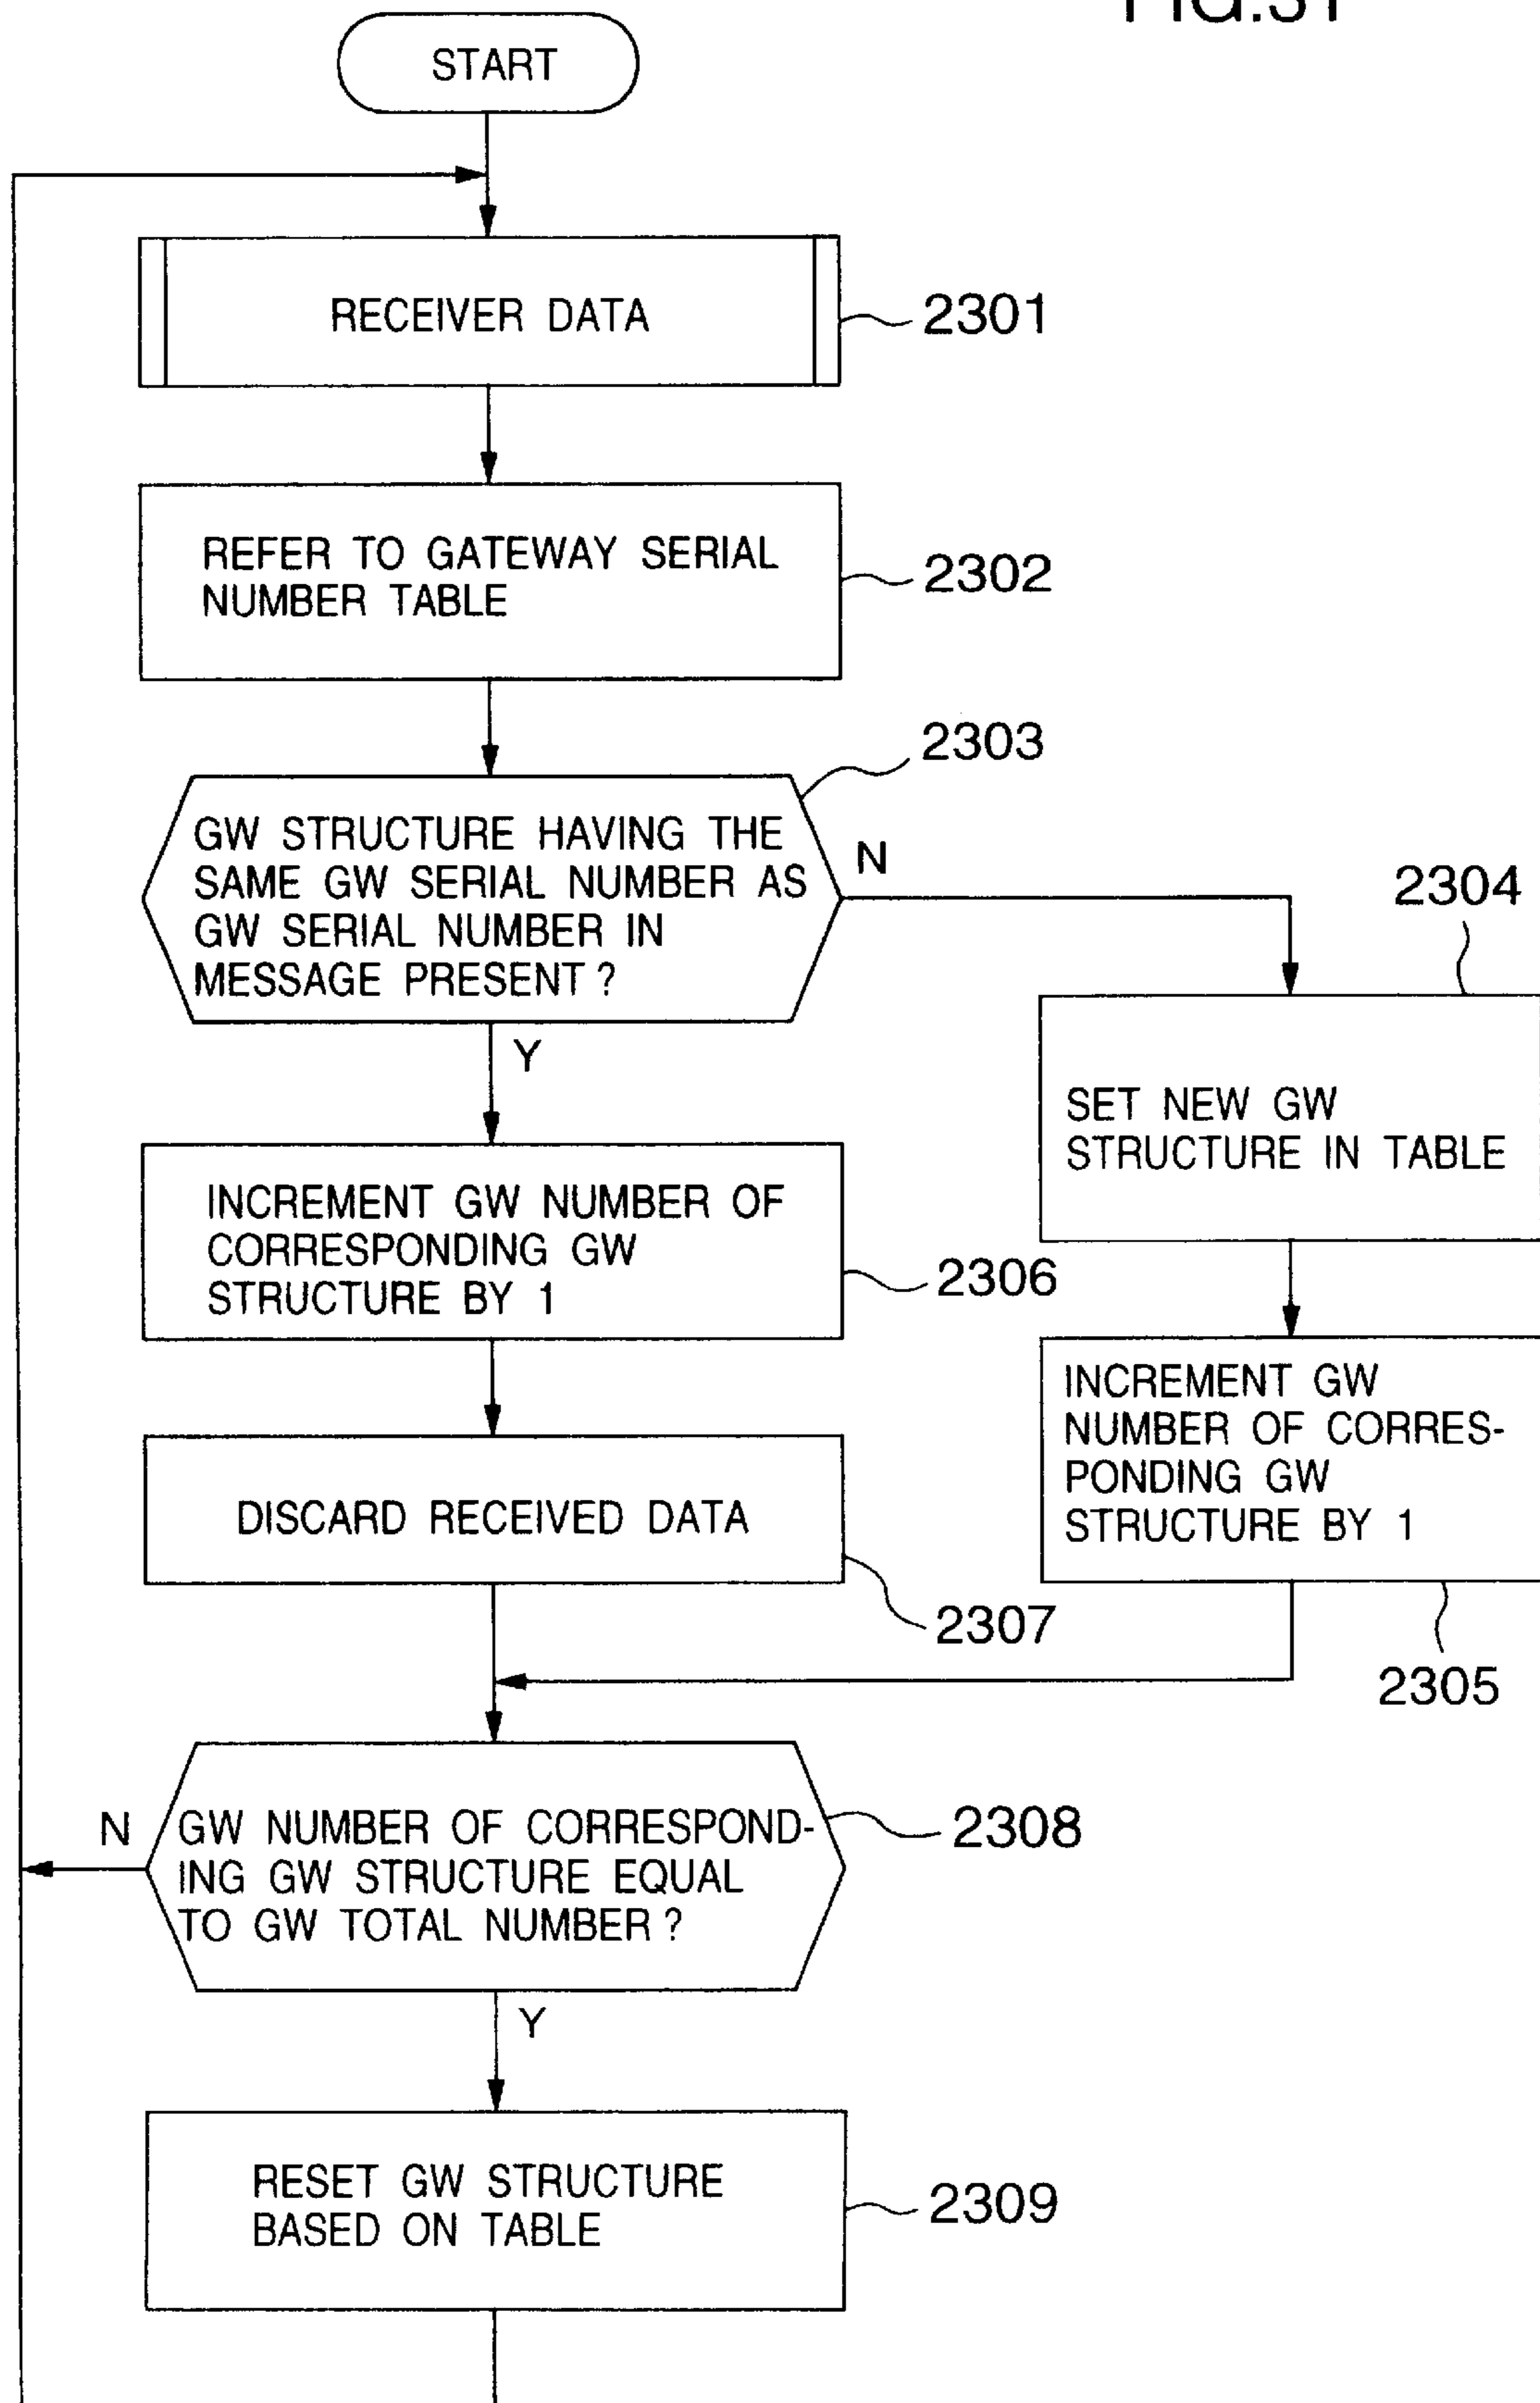 FIG.31
START
RECEIVER DATA
2301
REFER TO GATEWAY SERIAL
NUMBER TABLE
2302
2303
GW STRUCTURE HAVING THE
SAME GW SERIAL NUMBER AS
GW SERIAL NUMBER IN
MESSAGE PRESENT?
N
Y
2304
SET NEW GW
STRUCTURE IN TABLE
INCREMENT GW NUMBER OF
CORRESPONDING GW
STRUCTURE BY 1
2306
INCREMENT GW
NUMBER OF CORRES-
PONDING GW
STRUCTURE BY 1
2305
DISCARD RECEIVED DATA
2307
N
GW NUMBER OF CORRESPOND-
ING GW STRUCTURE EQUAL
TO GW TOTAL NUMBER?
2308
Y
RESET GW STRUCTURE
BASED ON TABLE
2309